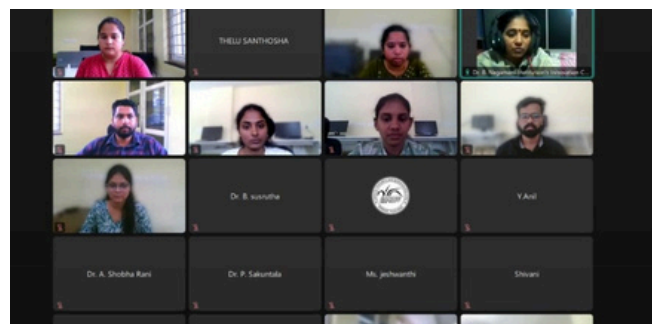 THELU SANTHOSHA
Dr. B. susrutha
Y.Anil
Dr. A. Shobha Rani
Dr. P. Sakuntala
Ms. jeshwanthi
Shivani